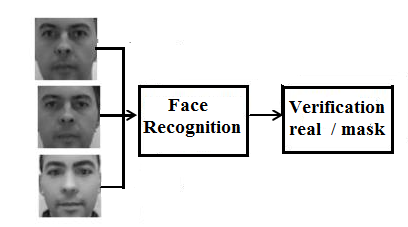 Face
Recognition
Verification
real / mask